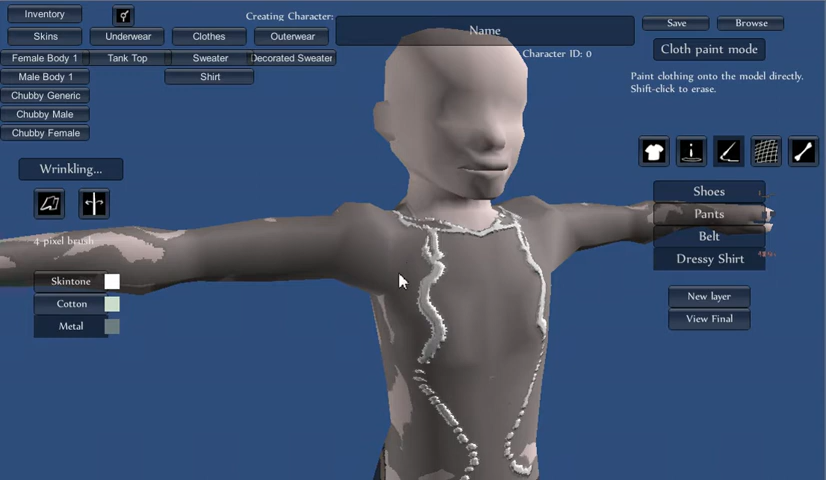 Inventory
Creating Character:
Name
Save
Browse
Skins
Underwear
Clothes
Outerwear
Character ID: 0
Cloth paint mode
Female Body 1
Tank Top
Sweater
Decorated Sweater
Male Body 1
Shirt
Chubby Generic
Chubby Male
Chubby Female
Paint clothing onto the model directly.
Shift-click to erase.
Wrinkling...
4 pixel brush
Skintone
Cotton
Metal
Shoes
Pants
Belt
Dressy Shirt
New layer
View Final